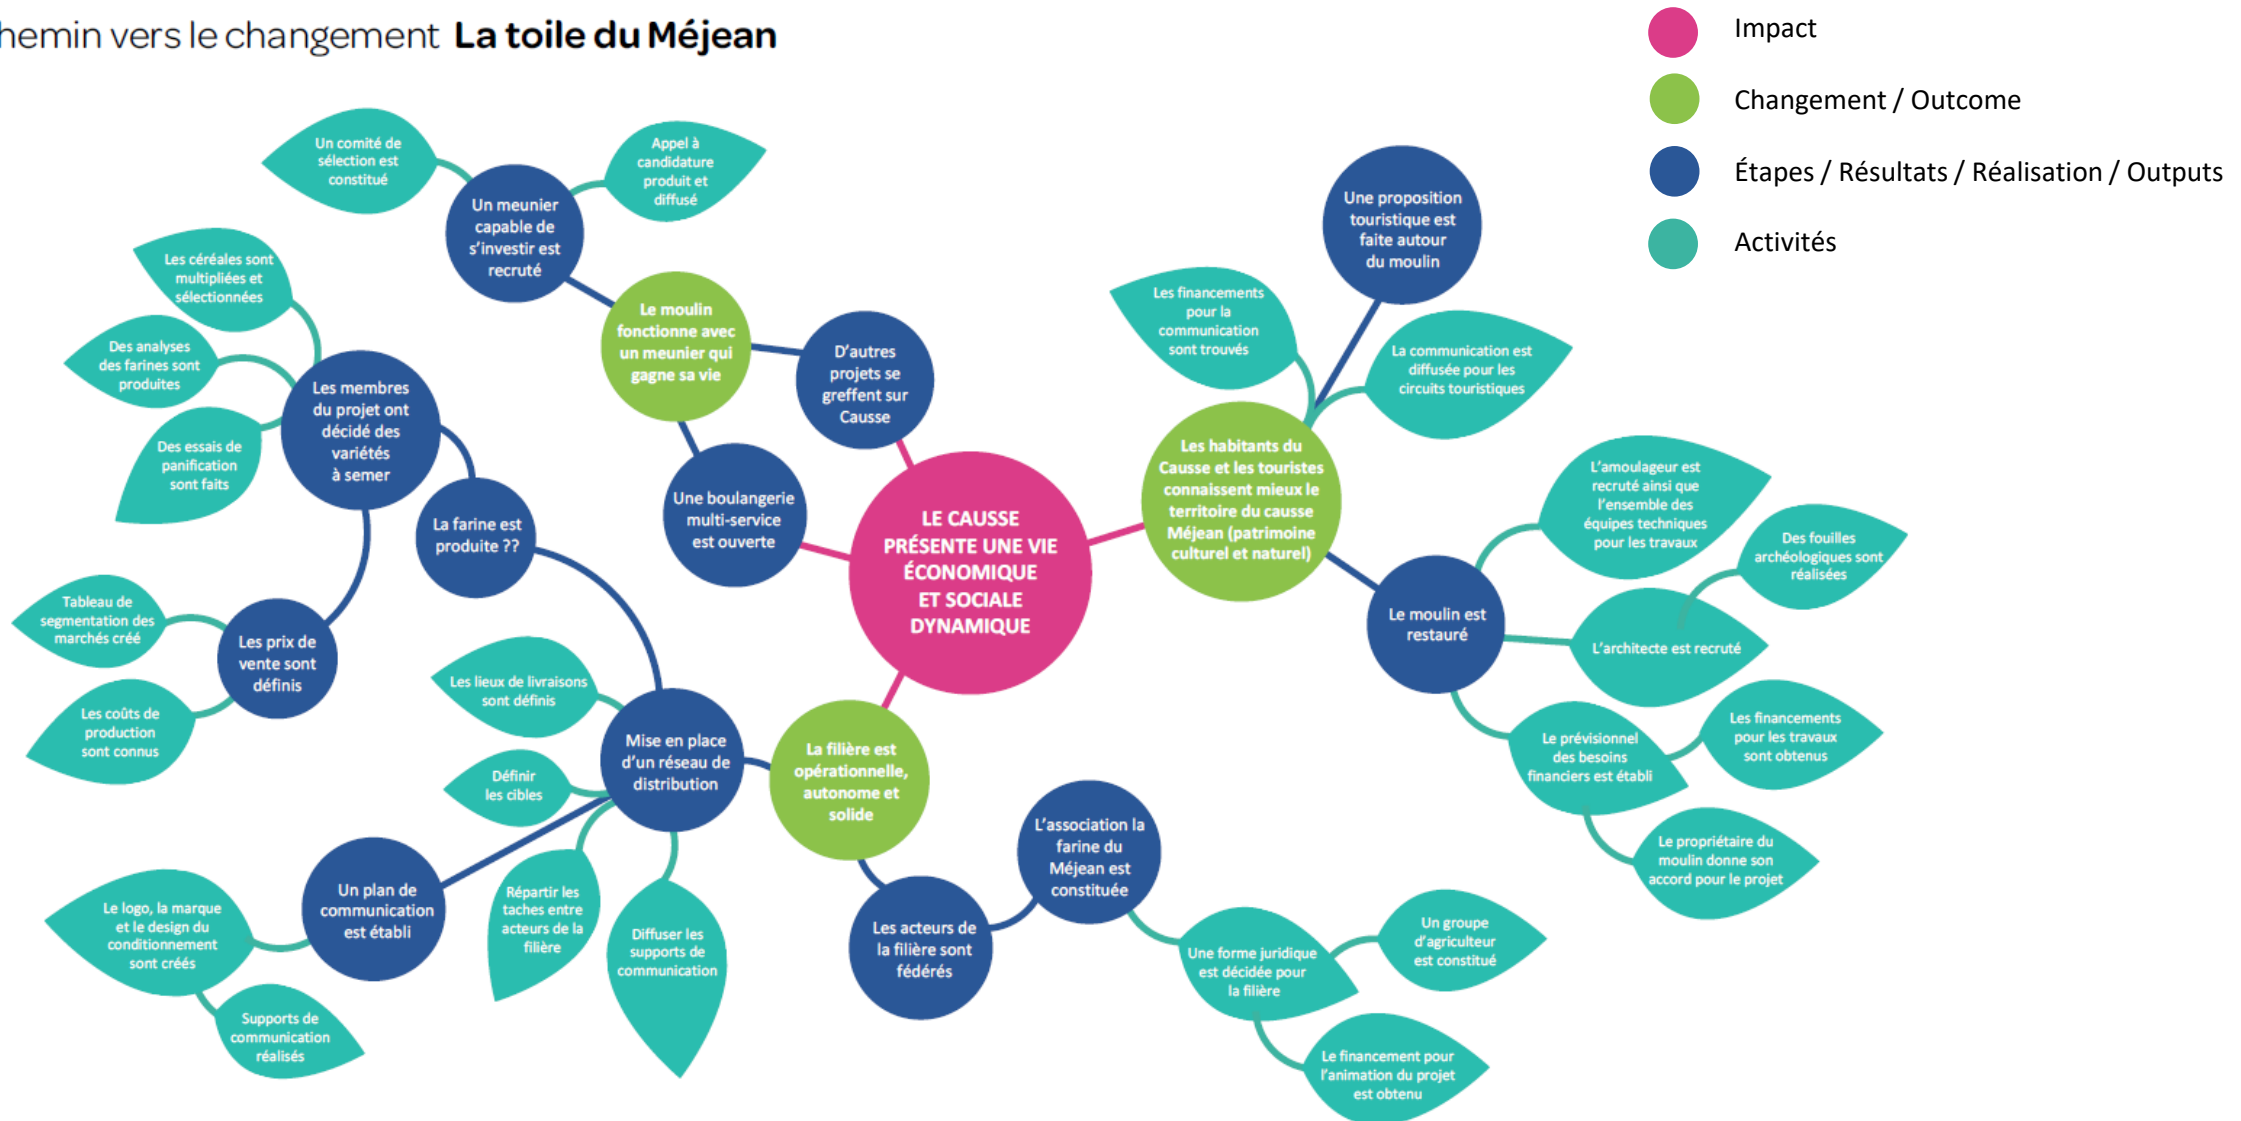 hemin vers le changement La toile du Méjean
Impact
Changement / Outcome
Étapes / Résultats / Réalisation / Outputs
Activités
Un comité de
sélection est
constitué
Appel à
candidature
produit et
diffusé
Un meunier
capable de
s'investir est
recruté
Les céréales sont
multipliées et
sélectionnées
Des analyses
des farines sont
produites
Des essais de
panification
sont faits
Les membres
du projet ont
décidé des
variétés
à semer
La farine est
produite ??
Le moulin
fonctionne avec
un meunier qui
gagne sa vie
D'autres
projets se
greffent sur
Causse
Une boulangerie
multi-service
est ouverte
LE CAUSSE
PRÉSENTE UNE VIE
ÉCONOMIQUE
ET SOCIALE
DYNAMIQUE
Une proposition
touristique est
faite autour
du moulin
Les financements
pour la
communication
sont trouvés
La communication est
diffusée pour les
circuits touristiques
Les habitants du
Causse et les touristes
connaissent mieux le
territoire du causse
Méjean (patrimoine
culturel et naturel)
L'amoulageur est
recruté ainsi que
l'ensemble des
équipes techniques
pour les travaux
Des fouilles
archéologiques sont
réalisées
Le moulin est
restauré
L'architecte est recruté
Le prévisionnel
des besoins
financiers est établi
Les financements
pour les travaux
sont obtenus
Le propriétaire du
moulin donne son
accord pour le projet
Tableau de
segmentation des
marchés créé
Les prix de
vente sont
définis
Les coûts de
production
sont connus
Les lieux de livraisons
sont définis
Définir
les cibles
Mise en place
d'un réseau de
distribution
La filière est
opérationnelle,
autonome et
solide
Un plan de
communication
est établi
Le logo, la marque
et le design du
conditionnement
sont créés
Supports de
communication
réalisés
Répartir les
taches entre
acteurs de la
filière
Diffuser les
supports de
communication
Les acteurs de
la filière sont
fédérés
L'association la
farine du
Méjean est
constituée
Une forme juridique
est décidée pour
la filière
Un groupe
d'agriculteur
est constitué
Le financement pour
l'animation du projet
est obtenu